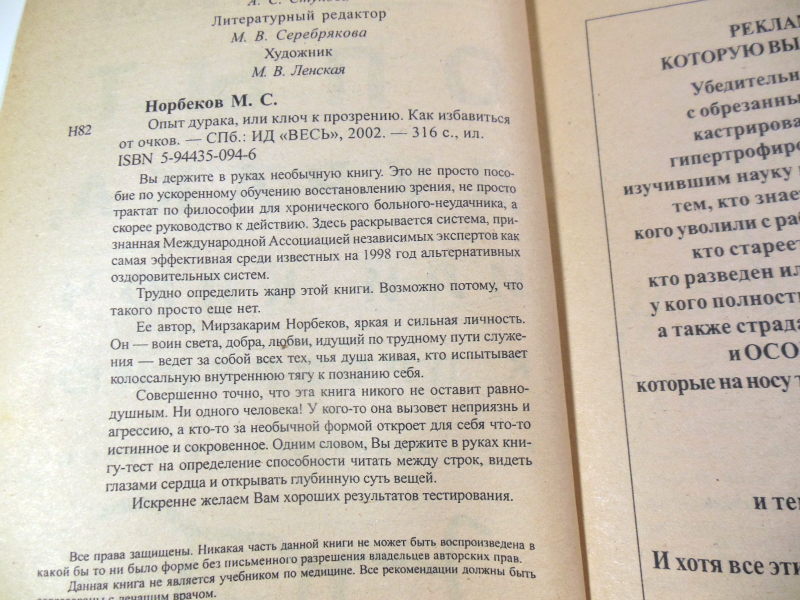 А. С.
Литературный редактор
М. В. Серебрякова
Художник
М. В. Ленская
Норбеков М. С.
Н82
Опыт дурака, или ключ к прозрению. Как избавиться
от очков. — СПб.: ИД «ВЕСЬ», 2002. — 316 с., ил.
ISBN 5-94435-094-6
Вы держите в руках необычную книгу. Это не просто посо-
бие по ускоренному обучению восстановлению зрения, не просто
трактат по философии для хронического больного-неудачника, а
скорее руководство к действию. Здесь раскрывается система, при-
знанная Международной Ассоциацией независимых экспертов как
самая эффективная среди известных на 1998 год альтернативных
оздоровительных систем.
Трудно определить жанр этой книги. Возможно потому, что
такого просто еще нет.
Ее автор, Мирзакарим Норбеков, яркая и сильная личность.
Он — воин света, добра, любви, идущий по трудному пути служе-
ния — ведет за собой всех тех, чья душа живая, кто испытывает
колоссальную внутреннюю тягу к познанию себя.
Совершенно точно, что эта книга никого не оставит равно-
душным. Ни одного человека! У кого-то она вызовет неприязнь и
агрессию, а кто-то за необычной формой откроет для себя что-то
истинное и сокровенное. Одним словом, Вы держите в руках кни-
гу-тест на определение способности читать между строк, видеть
глазами сердца и открывать глубинную суть вещей.
Искренне желаем Вам хороших результатов тестирования.
Все права защищены. Никакая часть данной книги не может быть воспроизведена в
какой бы то ни было форме без письменного разрешения владельцев авторских прав.
Данная книга не является учебником по медицине. Все рекомендации должны быть
с лечащим врачом.
РЕКЛАМ
КОТОРУЮ ВЫ
Убедительн
с обрезанны
кастрирова
гипертрофиро
изучившим науку
тем, кто знает
кого уволили с раб
кто стареет
кто разведен ил
у кого полност
а также страда
и ОСО
которые на носу т
и тем
И хотя все эти